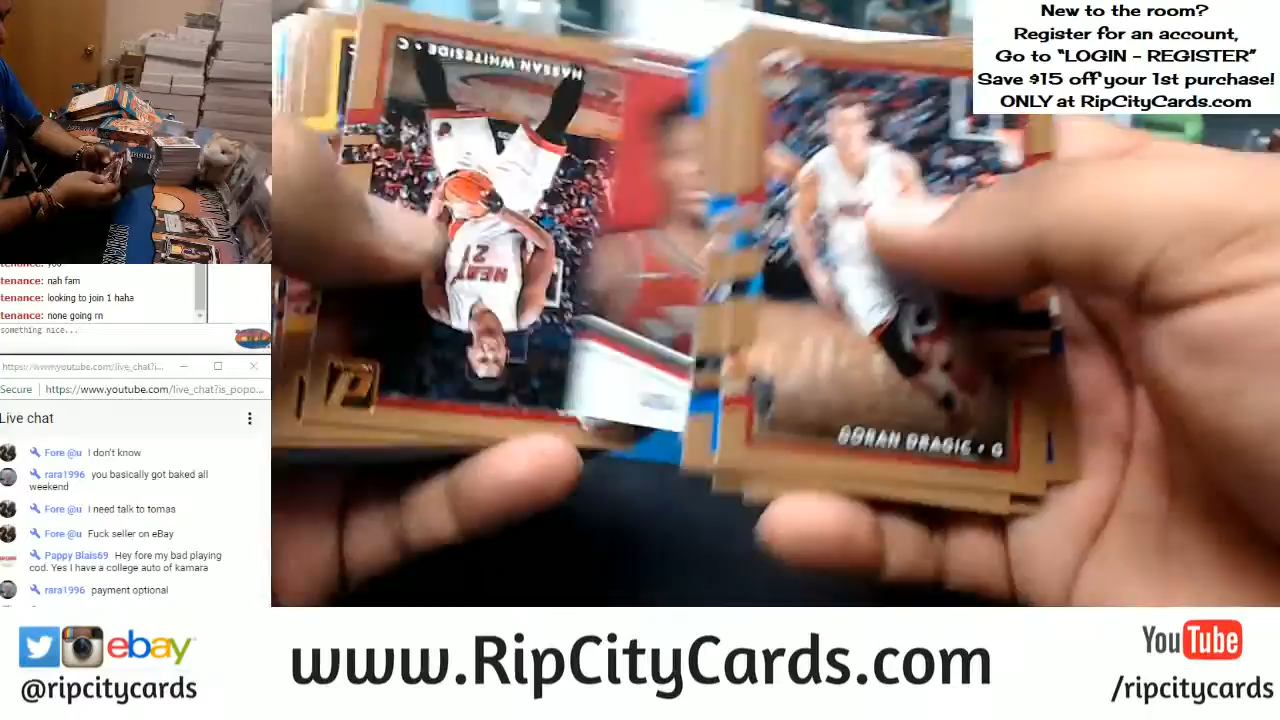 New to the room?
Register for an account,
Go to “LOGIN - REGISTER”
Save $15 off your 1st purchase!
ONLY at RipCityCards.com
HASSAN WHITESIDE • C
HEAT
21
GORAN DRAGIC • G
tenance: you
tenance: nah fam
tenance: looking to join 1 haha
tenance: none going rn
something nice...
https://www.youtube.com/live_chat?i...
Secure https://www.youtube.com/live_chat?is_popo...
Live chat
Fore @u I don't know
rara1996 you basically got baked all
weekend
Fore @u I need talk to tomas
Fore @u Fuck seller on eBay
Pappy Blais69 Hey fore my bad playing
cod. Yes I have a college auto of kamara
rara1996 payment optional
ebay
@ripcitycards
www.RipCityCards.com
YouTube
/ripcitycards